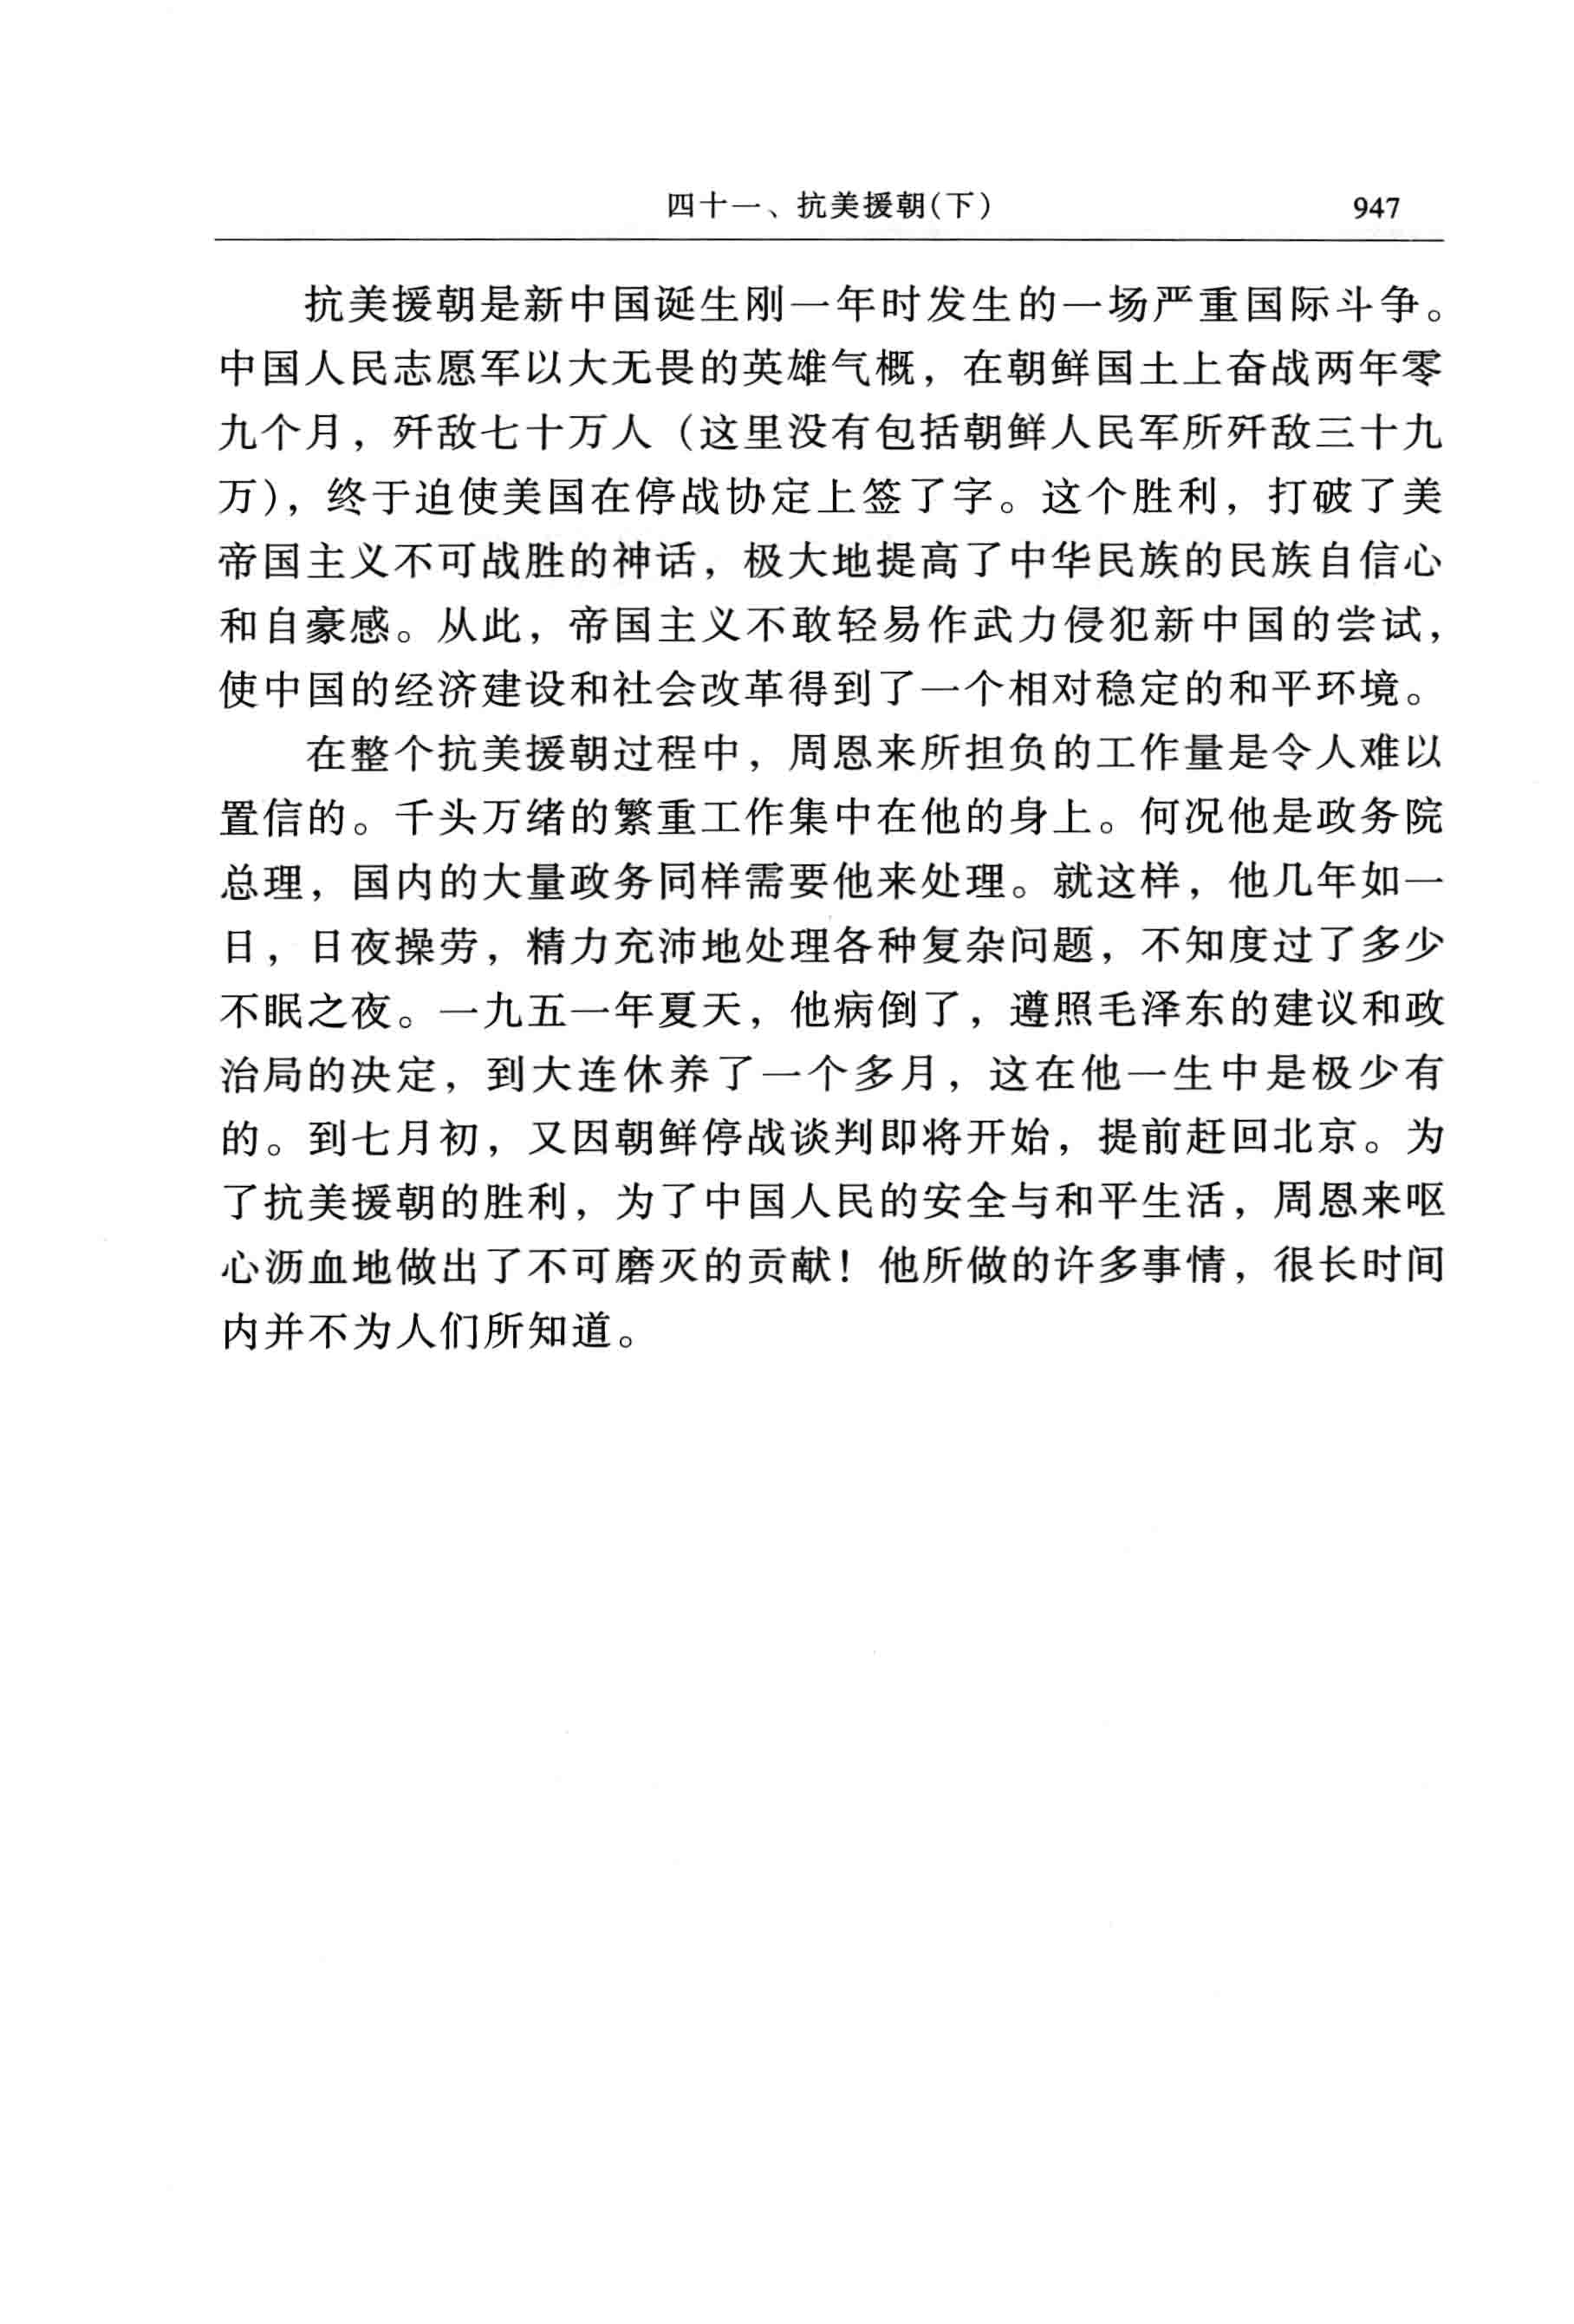 四十一、抗美援朝(下) 947
抗美援朝是新中国诞生刚一年时发生的一场严重国际斗争。
中国人民志愿军以大无畏的英雄气概，在朝鲜国土上奋战两年零
九个月，歼敌七十万人（这里没有包括朝鲜人民军所歼敌三十九
万），终于迫使美国在停战协定上签了字。这个胜利，打破了美
帝国主义不可战胜的神话，极大地提高了中华民族的民族自信心
和自豪感。从此，帝国主义不敢轻易作武力侵犯新中国的尝试，
使中国的经济建设和社会改革得到了一个相对稳定的和平环境。
在整个抗美援朝过程中，周恩来所担负的工作量是令人难以
置信的。千头万绪的繁重工作集中在他的身上。何况他是政务院
总理，国内的大量政务同样需要他来处理。就这样，他几年如一
日，日夜操劳，精力充沛地处理各种复杂问题，不知度过了多少
不眠之夜。一九五一年夏天，他病倒了，遵照毛泽东的建议和政
治局的决定，到大连休养了一个多月，这在他一生中是极少有
的。到七月初，又因朝鲜停战谈判即将开始，提前赶回北京。为
了抗美援朝的胜利，为了中国人民的安全与和平生活，周恩来呕
心沥血地做出了不可磨灭的贡献！他所做的许多事情，很长时间
内并不为人们所知道。